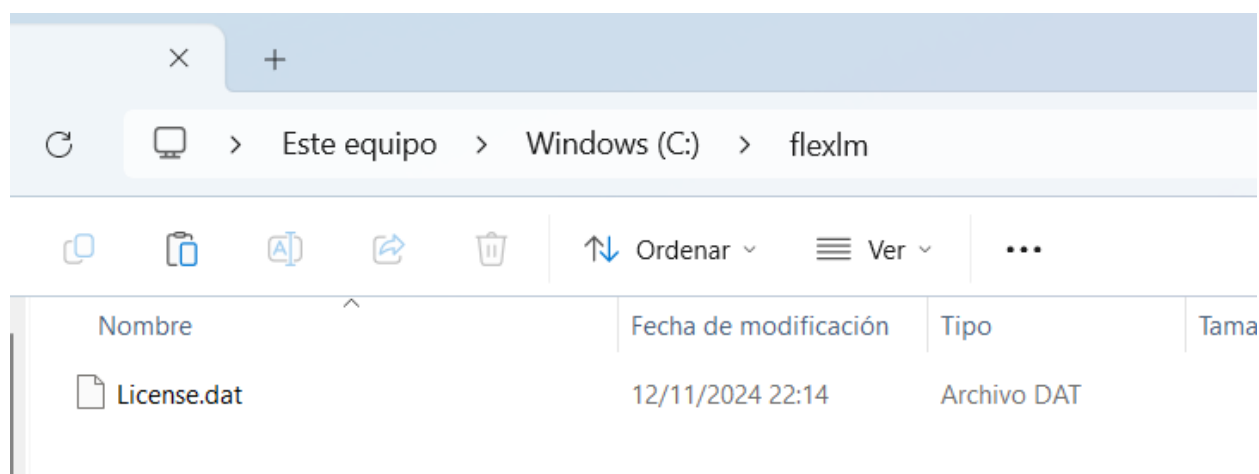 Este equipo > Windows (C:) > flexlm
Ordenar Ver
Nombre Fecha de modificación Tipo Tama
License.dat 12/11/2024 22:14 Archivo DAT